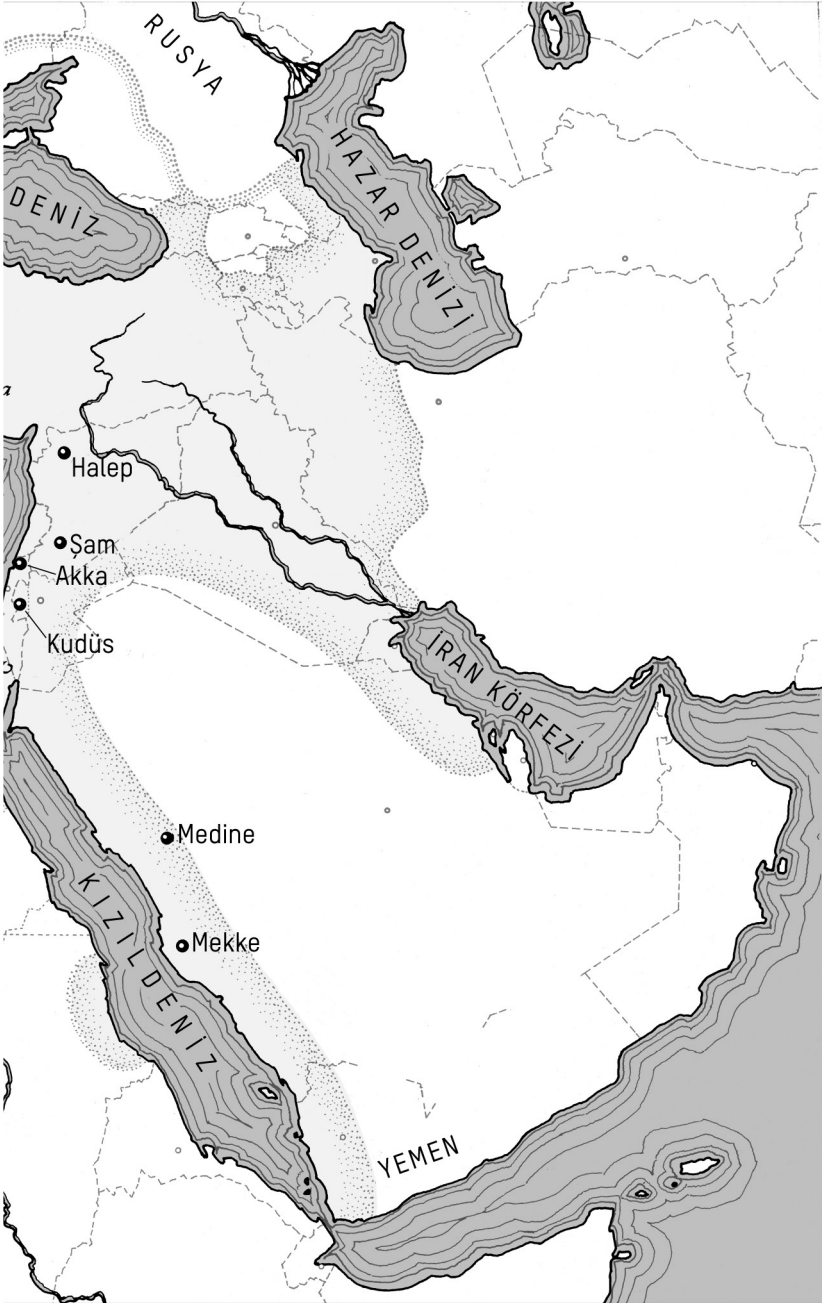 RUSYA
HAZAR DENİZİ
DENİZ
a
Halep
Şam
Akka
Kudüs
İRAN KÖRFEZİ
Medine
KIZILDENİZ
Mekke
YEMEN